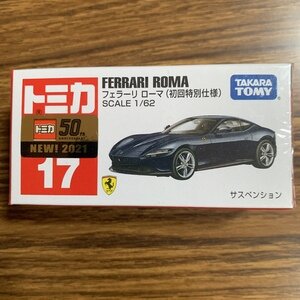 トミカ
FERRARI ROMA
フェラーリ ローマ（初回特別仕様）
SCALE 1/62
TAKARA
TOMY
トミカ 50th
ANNIVERSARY
NEW! 2021
17
サスペンション